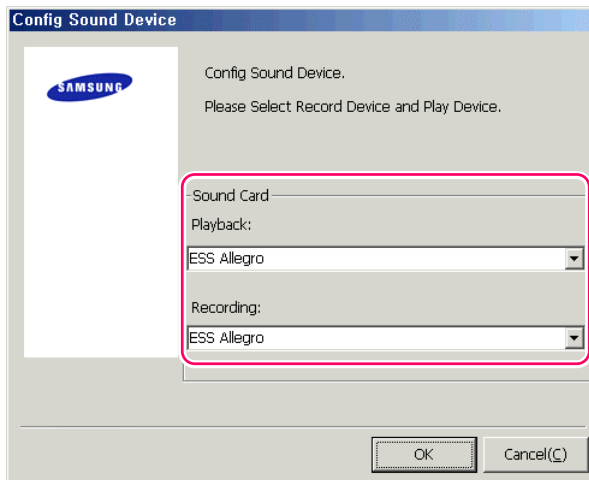 Config Sound Device
SAMSUNG
Config Sound Device.
Please Select Record Device and Play Device.
Sound Card
Playback:
ESS Allegro
Recording:
ESS Allegro
OK
Cancel(C)